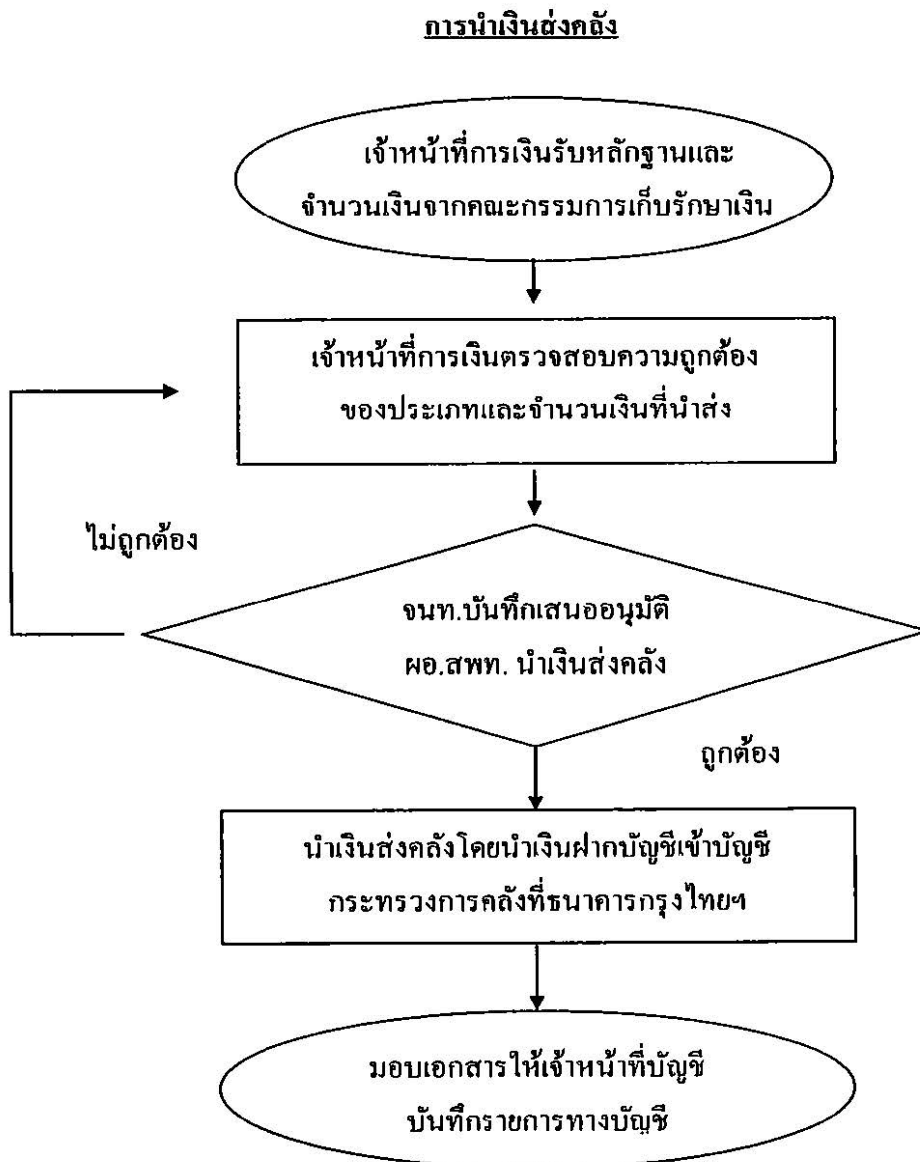 การนำเงินส่งคลัง
เจ้าหน้าที่การเงินรับหลักฐานและ
จำนวนเงินจากคณะกรรมการเก็บรักษาเงิน
เจ้าหน้าที่การเงินตรวจสอบความถูกต้อง
ของประเภทและจำนวนเงินที่นำส่ง
ไม่ถูกต้อง
จนท.บันทึกเสนออนุมัติ
ผอ.สพท. นำเงินส่งคลัง
ถูกต้อง
นำเงินส่งคลังโดยนำเงินฝากบัญชีเข้าบัญชี
กระทรวงการคลังที่ธนาคารกรุงไทยฯ
มอบเอกสารให้เจ้าหน้าที่บัญชี
บันทึกรายการทางบัญชี